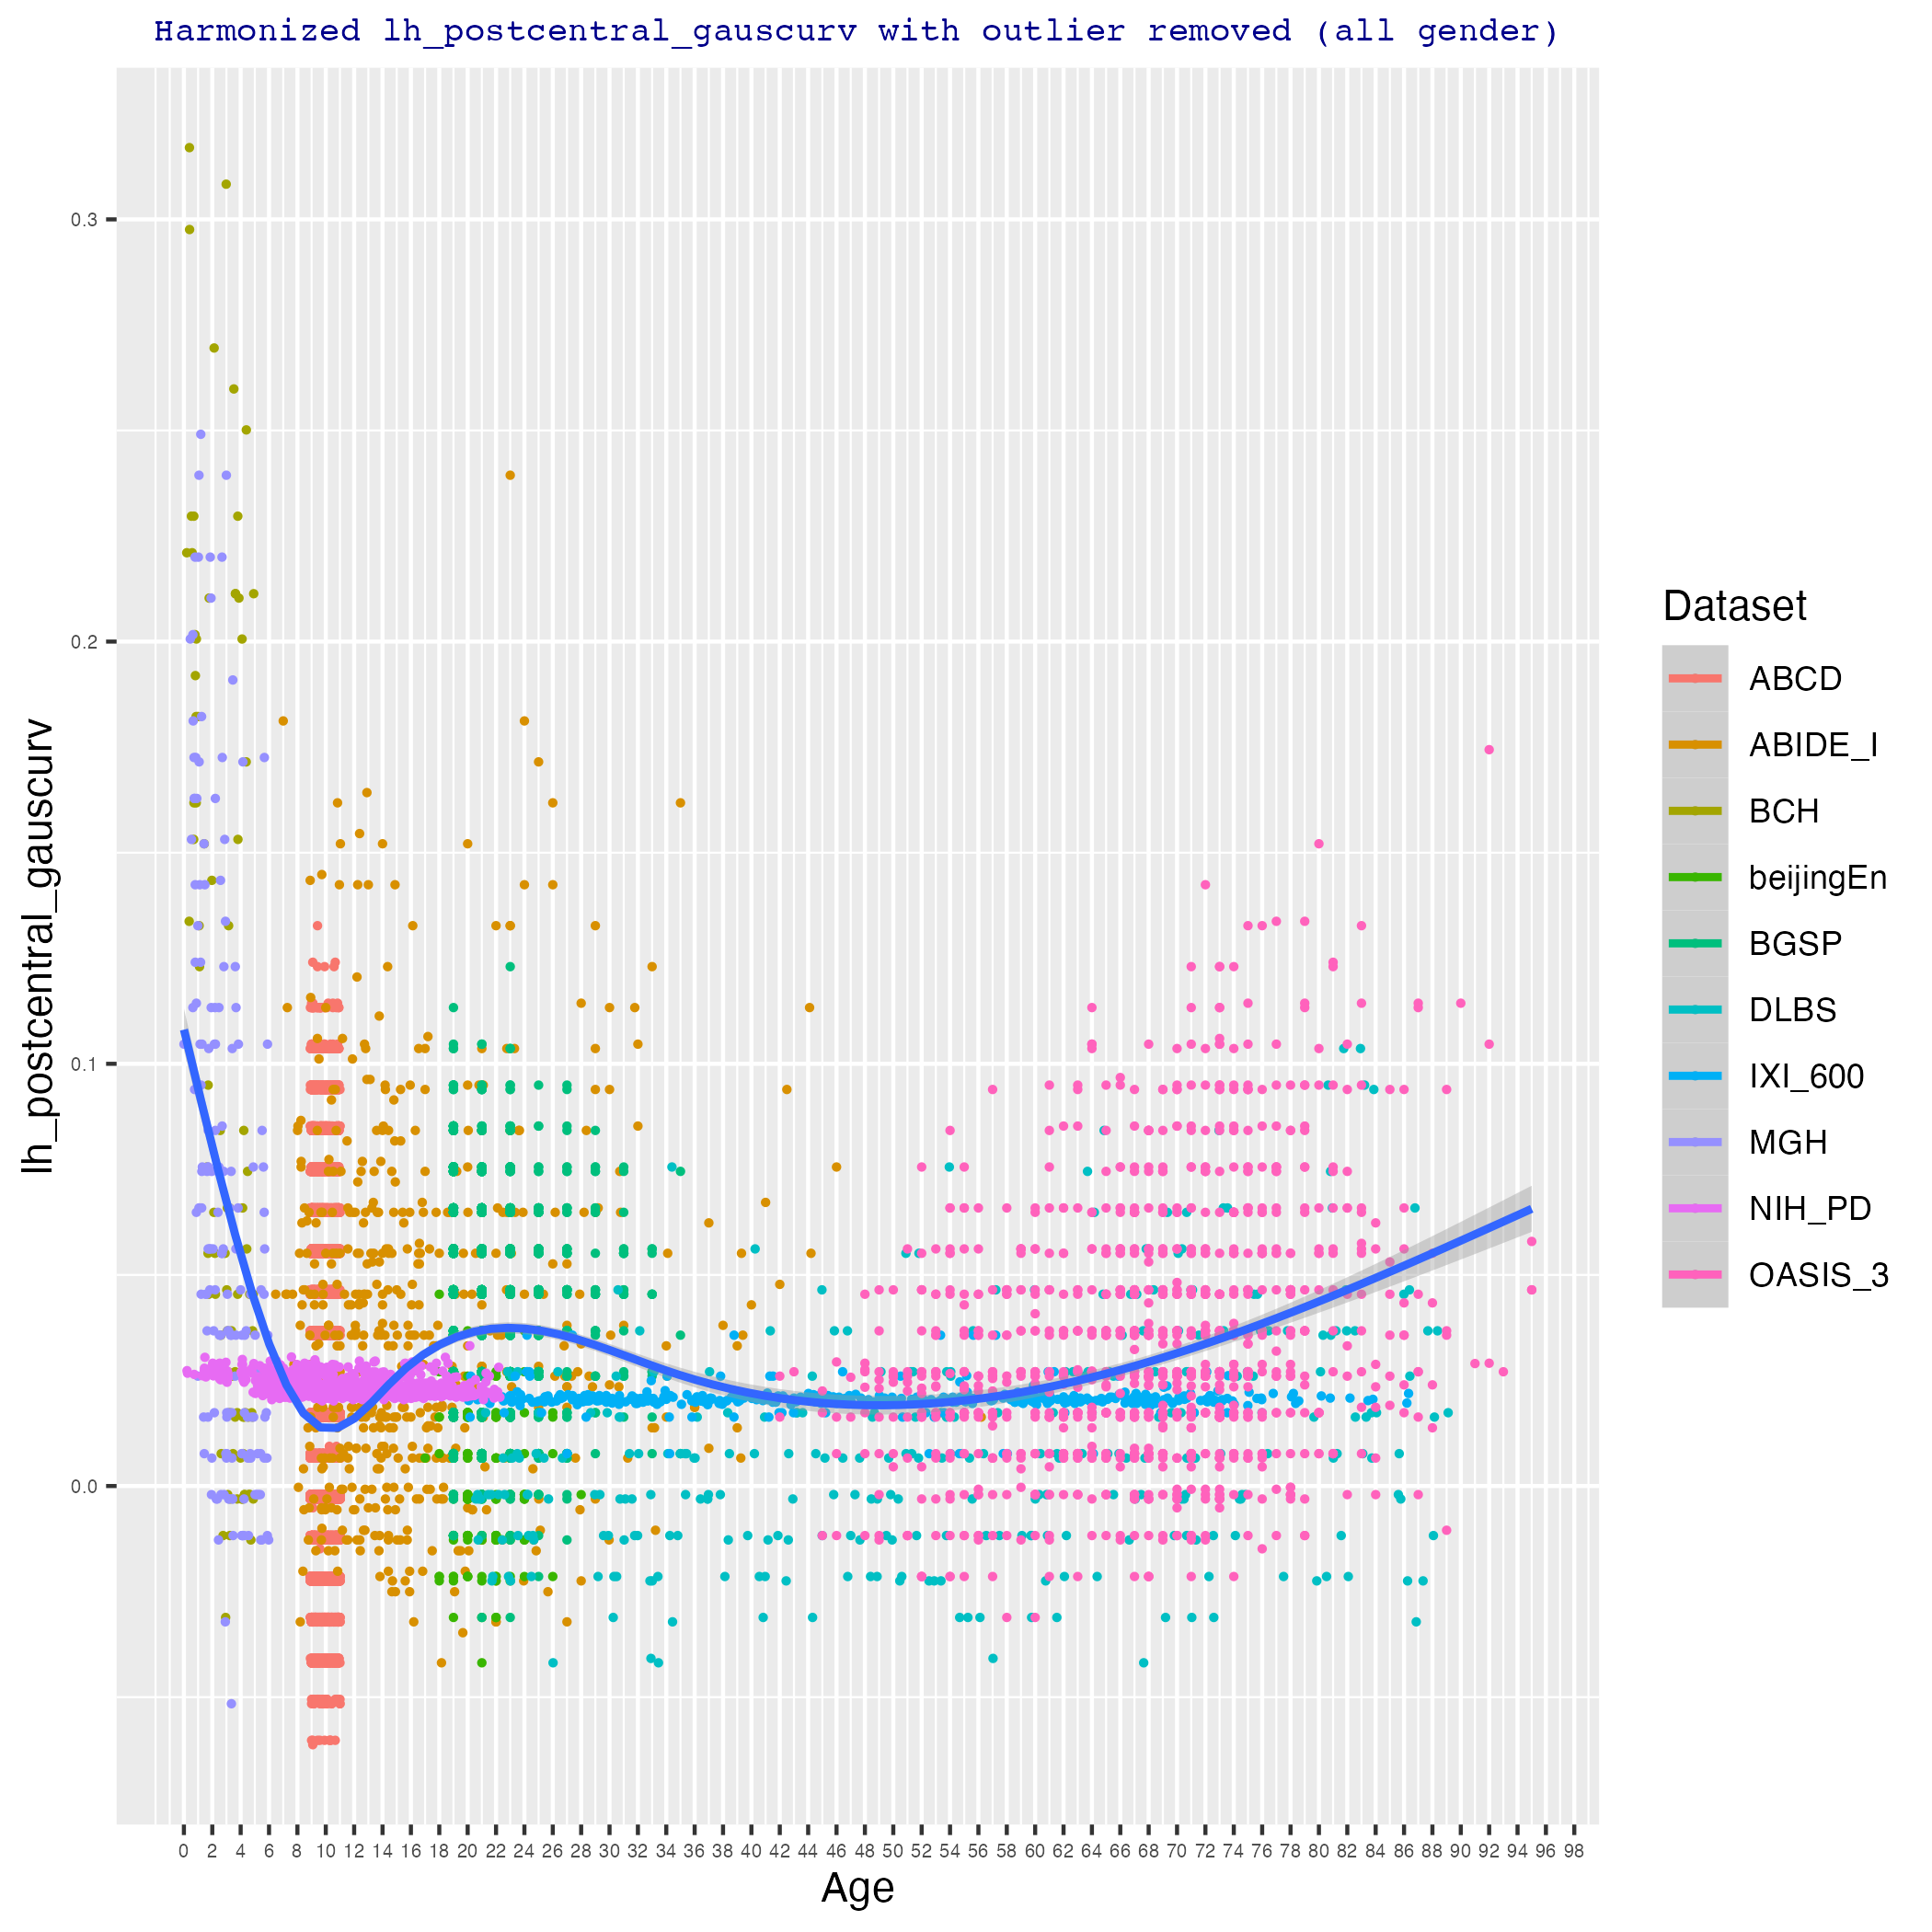 Harmonized lh_postcentral_gauscurv with outlier removed (all gender)
lh_postcentral_gauscurv
0.3
0.2
0.1
0.0
0 2 4 6 8 10 12 14 16 18 20 22 24 26 28 30 32 34 36 38 40 42 44 46 48 50 52 54 56 58 60 62 64 66 68 70 72 74 76 78 80 82 84 86 88 90 92 94 96 98
Age
Dataset
ABCD
ABIDE_I
BCH
beijingEn
BGSP
DLBS
IXI_600
MGH
NIH_PD
OASIS_3